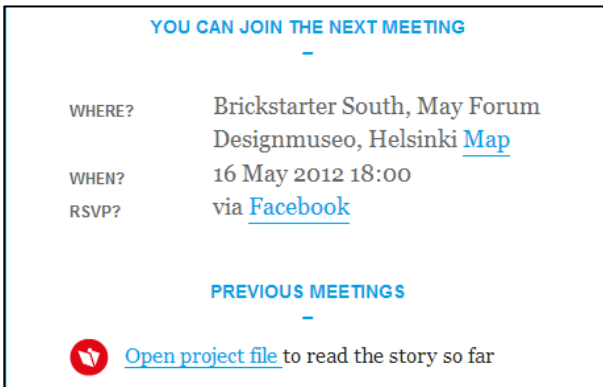 YOU CAN JOIN THE NEXT MEETING
–
WHERE? Brickstarter South, May Forum
Designmuseo, Helsinki Map
WHEN? 16 May 2012 18:00
RSVP? via Facebook
PREVIOUS MEETINGS
–
Open project file to read the story so far